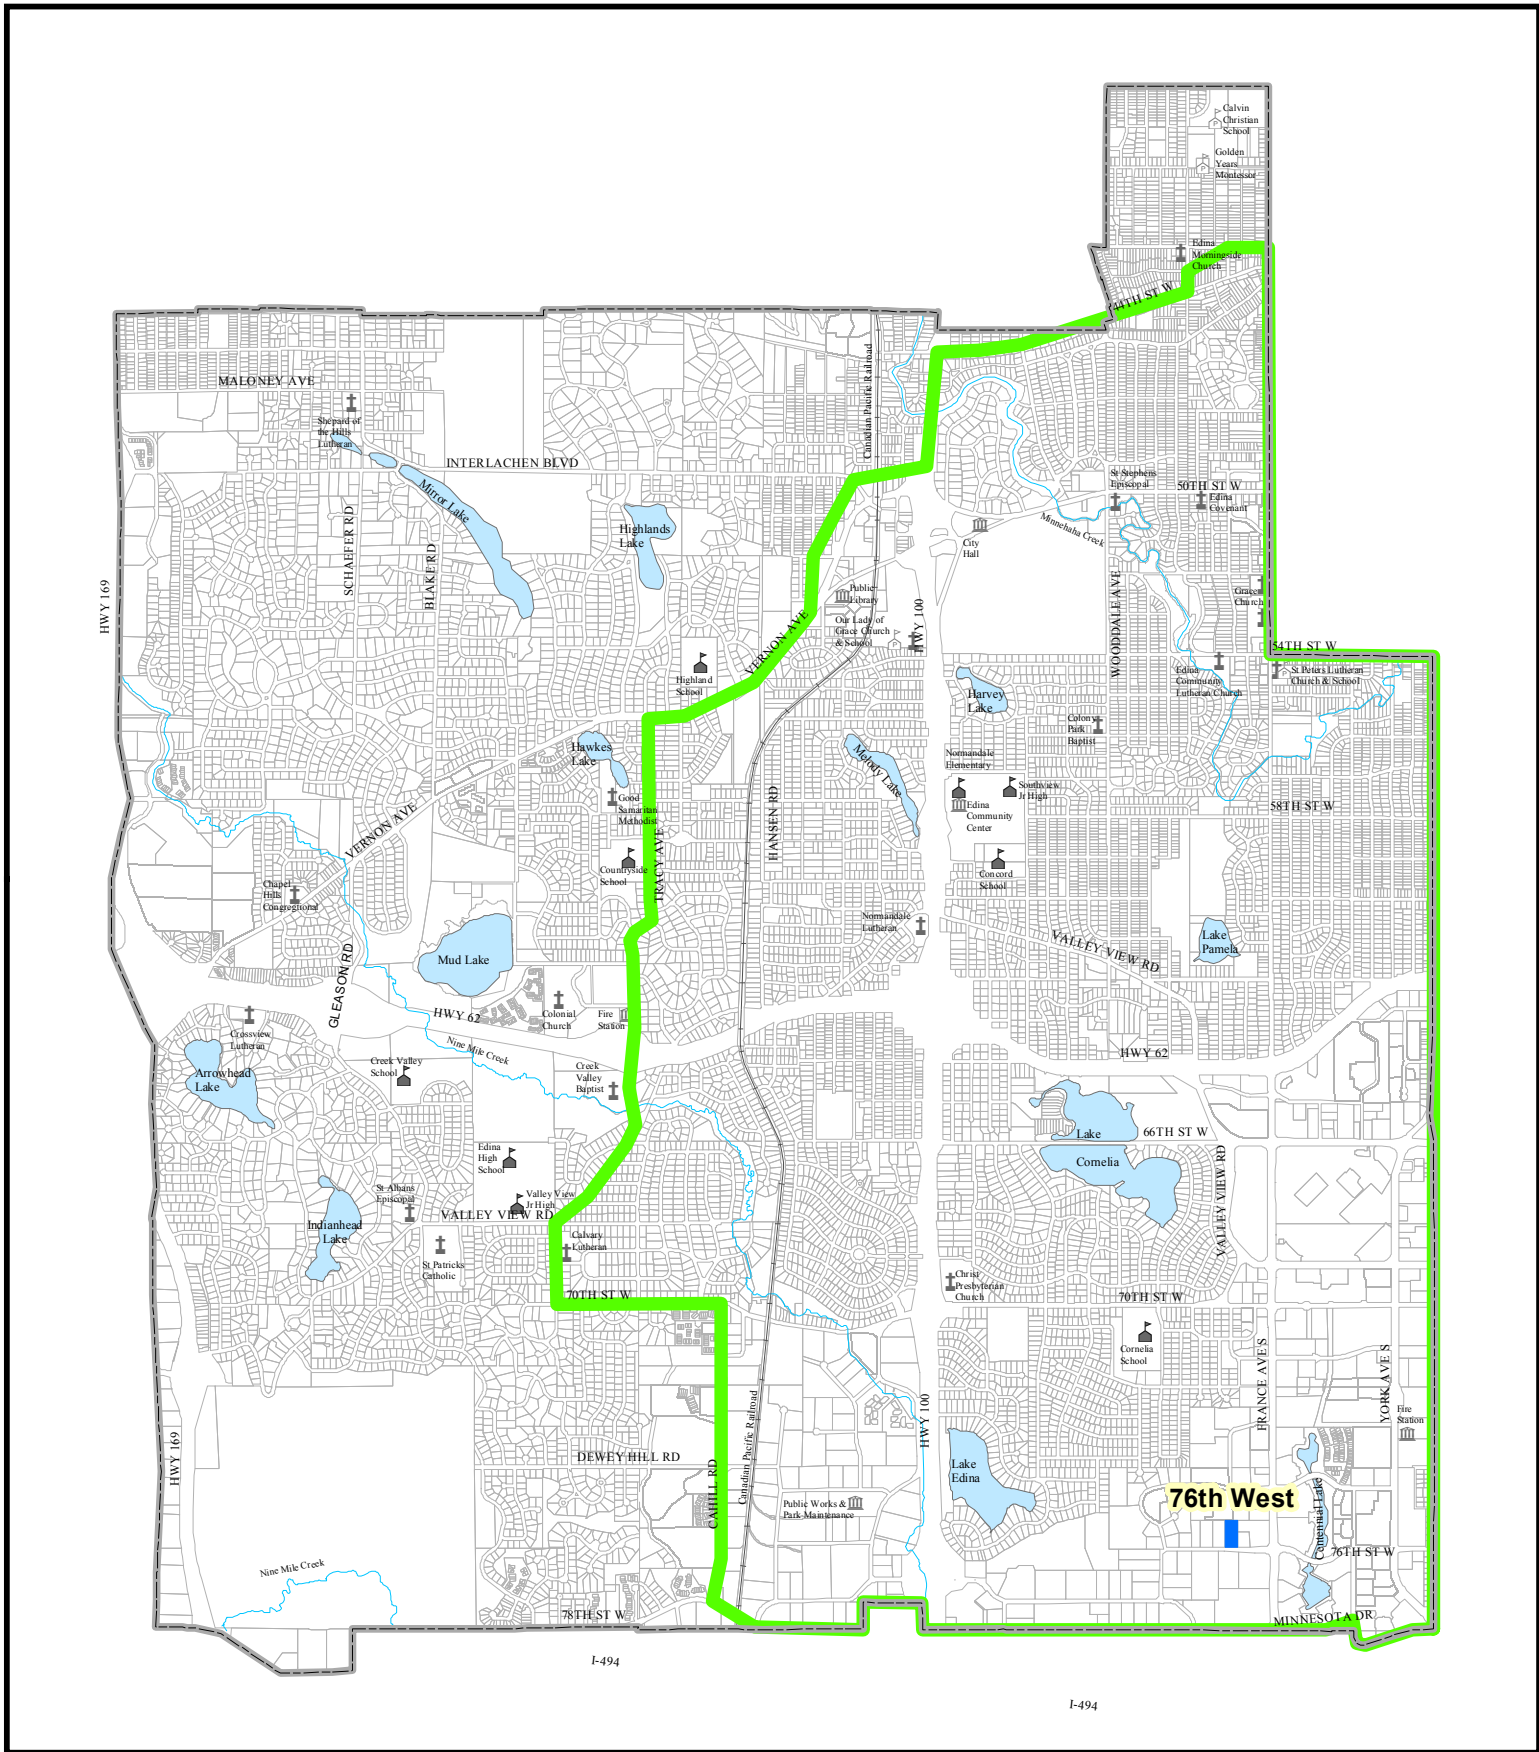 Calvin
Christian
School
Golden
Years
Montessor
Edina
Morningside
Church
44TH ST W
Canadian Pacific Railroad
MALONEY AVE
Shepard of
the Hills
Lutheran
INTERLACHEN BLVD
Mirror Lake
St Stephens
Episcopal
50TH ST W
Edina
Covenant
SCHAEFER RD
BLAKE RD
Highlands
Lake
City
Hall
Minnehaha Creek
HWY 169
Public
Library
Our Lady of
Grace Church
& School
HWY 100
WOODDALE AVE
Grace
Church
VERNON AVE
54TH ST W
Highland
School
Harvey
Lake
Edina
Community
Lutheran Church
St Peters Lutheran
Church & School
Colony
Park
Baptist
Hawkes
Lake
Melody Lake
Normandale
Elementary
Southview
Jr High
Good
Samaritan
Methodist
HANSEN RD
Edina
Community
Center
58TH ST W
VERNON AVE
TRACY AVE
Countryside
School
Concord
School
Chapel
Hills
Congregtional
Normandale
Lutheran
Lake
Pamela
VALLEY VIEW RD
Mud Lake
GLEASON RD
HWY 62
Colonial
Church
Fire
Station
Crossview
Lutheran
Nine Mile Creek
HWY 62
Creek Valley
School
Creek
Valley
Baptist
Arrowhead
Lake
Lake
66TH ST W
Cornelia
Edina
High
School
VALLEY VIEW RD
St Albans
Episcopal
Valley View
Jr High
VALLEY VIEW RD
Indianhead
Lake
Calvary
Lutheran
St Patricks
Catholic
Christ
Presbyterian
Church
70TH ST W
70TH ST W
Cornelia
School
FRANCE AVE S
YORK AVE S
Canadian Pacific Railroad
HWY 100
Fire
Station
HWY 169
DEWEY HILL RD
CAHILL RD
Lake
Edina
76th West
Public Works &
Park Maintenance
Centennial Lake
76TH ST W
Nine Mile Creek
78TH ST W
MINNESOTA DR
I-494
I-494